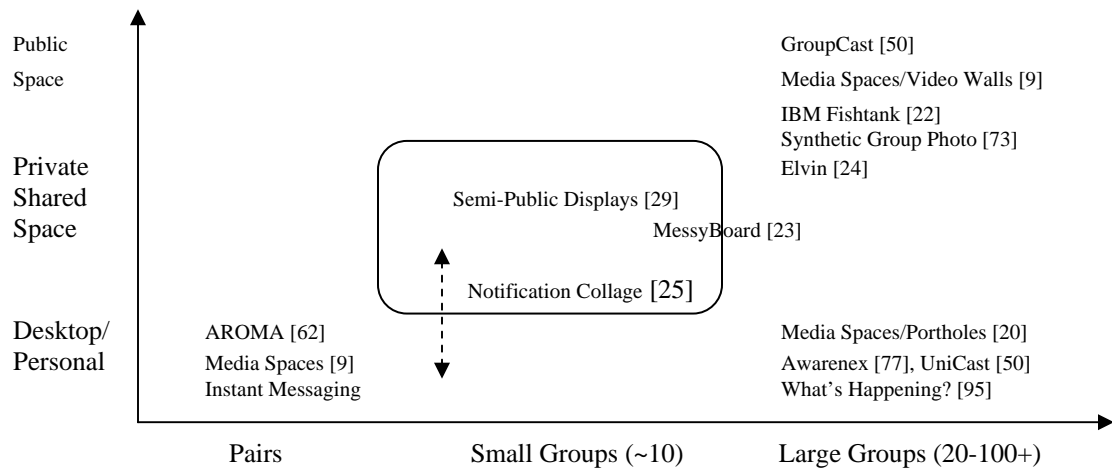 Public
GroupCast [50]
Space
Media Spaces/Video Walls [9]
IBM Fishtank [22]
Synthetic Group Photo [73]
Private
Elvin [24]
Shared
Semi-Public Displays [29]
Space
MessyBoard [23]
Notification Collage [25]
Desktop/
AROMA [62]
Media Spaces/Portholes [20]
Personal
Media Spaces [9]
Awarenex [77], UniCast [50]
Instant Messaging
What's Happening? [95]
Pairs
Small Groups (~10)
Large Groups (20-100+)